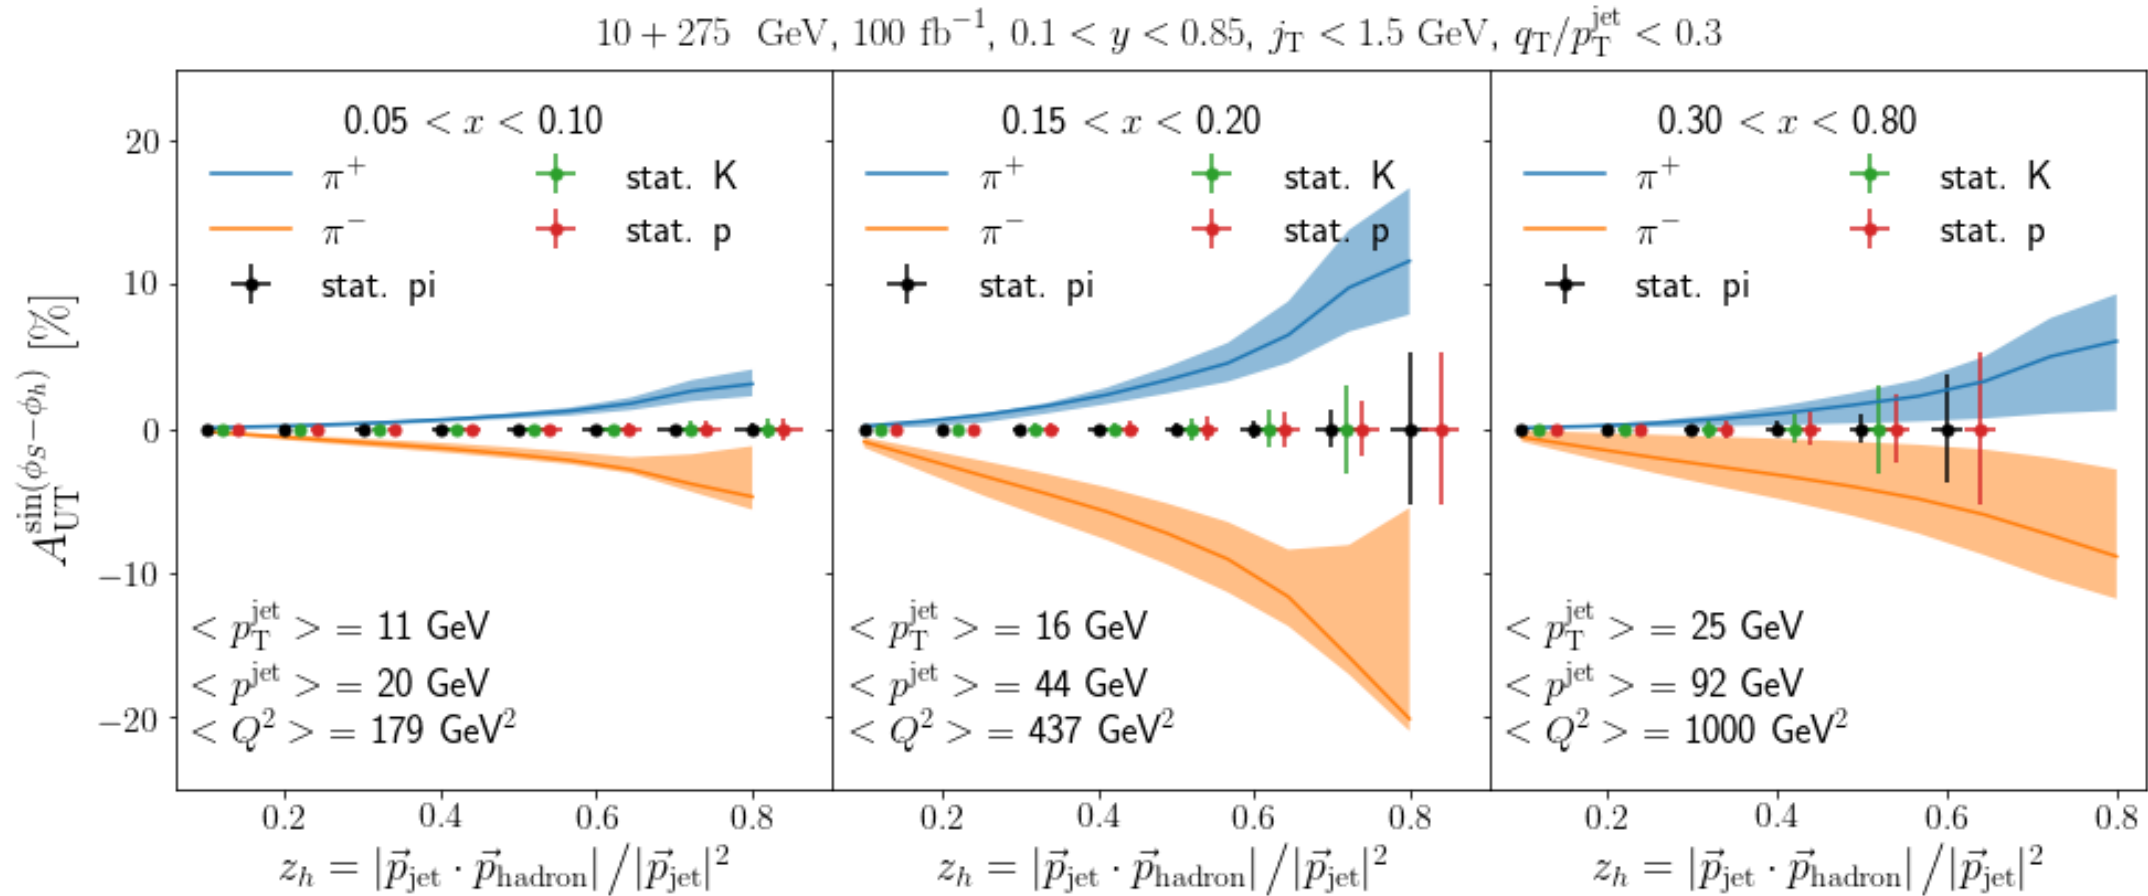 10 + 275 GeV, 100 fb⁻¹, 0.1 < y < 0.85, j_T < 1.5 GeV, q_T/p_T^jet < 0.3
A_UT^sin(φ_S−φ_h) [%]
20
10
0
−10
−20
0.05 < x < 0.10
π⁺
stat. K
π⁻
stat. p
stat. pi
< p_T^jet > = 11 GeV
< p^jet > = 20 GeV
< Q² > = 179 GeV²
0.2 0.4 0.6 0.8
z_h = |p⃗_jet · p⃗_hadron| / |p⃗_jet|²
0.15 < x < 0.20
π⁺
stat. K
π⁻
stat. p
stat. pi
< p_T^jet > = 16 GeV
< p^jet > = 44 GeV
< Q² > = 437 GeV²
0.2 0.4 0.6 0.8
z_h = |p⃗_jet · p⃗_hadron| / |p⃗_jet|²
0.30 < x < 0.80
π⁺
stat. K
π⁻
stat. p
stat. pi
< p_T^jet > = 25 GeV
< p^jet > = 92 GeV
< Q² > = 1000 GeV²
0.2 0.4 0.6 0.8
z_h = |p⃗_jet · p⃗_hadron| / |p⃗_jet|²